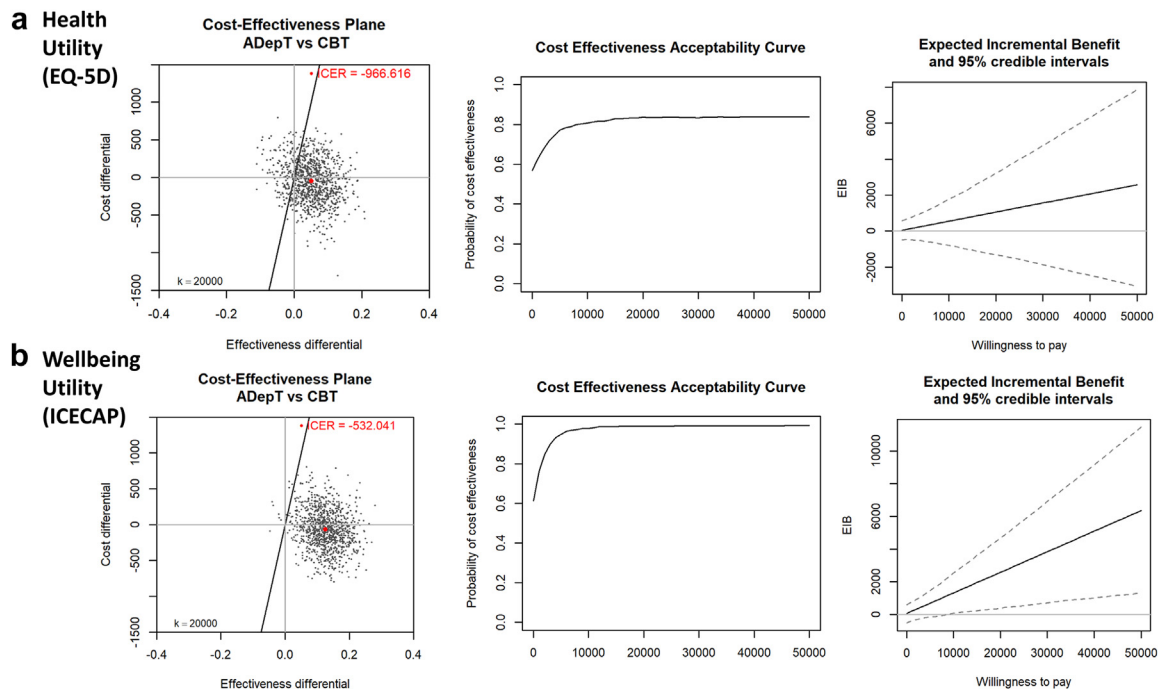 a Health
Utility
(EQ-5D)
Cost-Effectiveness Plane
ADepT vs CBT
ICER = -966.616
Cost differential
1000
500
0
-500
-1500
k = 20000
-0.4 -0.2 0.0 0.2 0.4
Effectiveness differential
Cost Effectiveness Acceptability Curve
Probability of cost effectiveness
1.0
0.8
0.6
0.4
0.2
0.0
0 10000 20000 30000 40000 50000
Expected Incremental Benefit
and 95% credible intervals
EIB
6000
2000
0
-2000
0 10000 20000 30000 40000 50000
Willingness to pay
b Wellbeing
Utility
(ICECAP)
Cost-Effectiveness Plane
ADepT vs CBT
ICER = -532.041
Cost differential
1000
500
0
-500
-1500
k = 20000
-0.4 -0.2 0.0 0.2 0.4
Effectiveness differential
Cost Effectiveness Acceptability Curve
Probability of cost effectiveness
1.0
0.8
0.6
0.4
0.2
0.0
0 10000 20000 30000 40000 50000
Expected Incremental Benefit
and 95% credible intervals
EIB
10000
6000
2000
0
0 10000 20000 30000 40000 50000
Willingness to pay